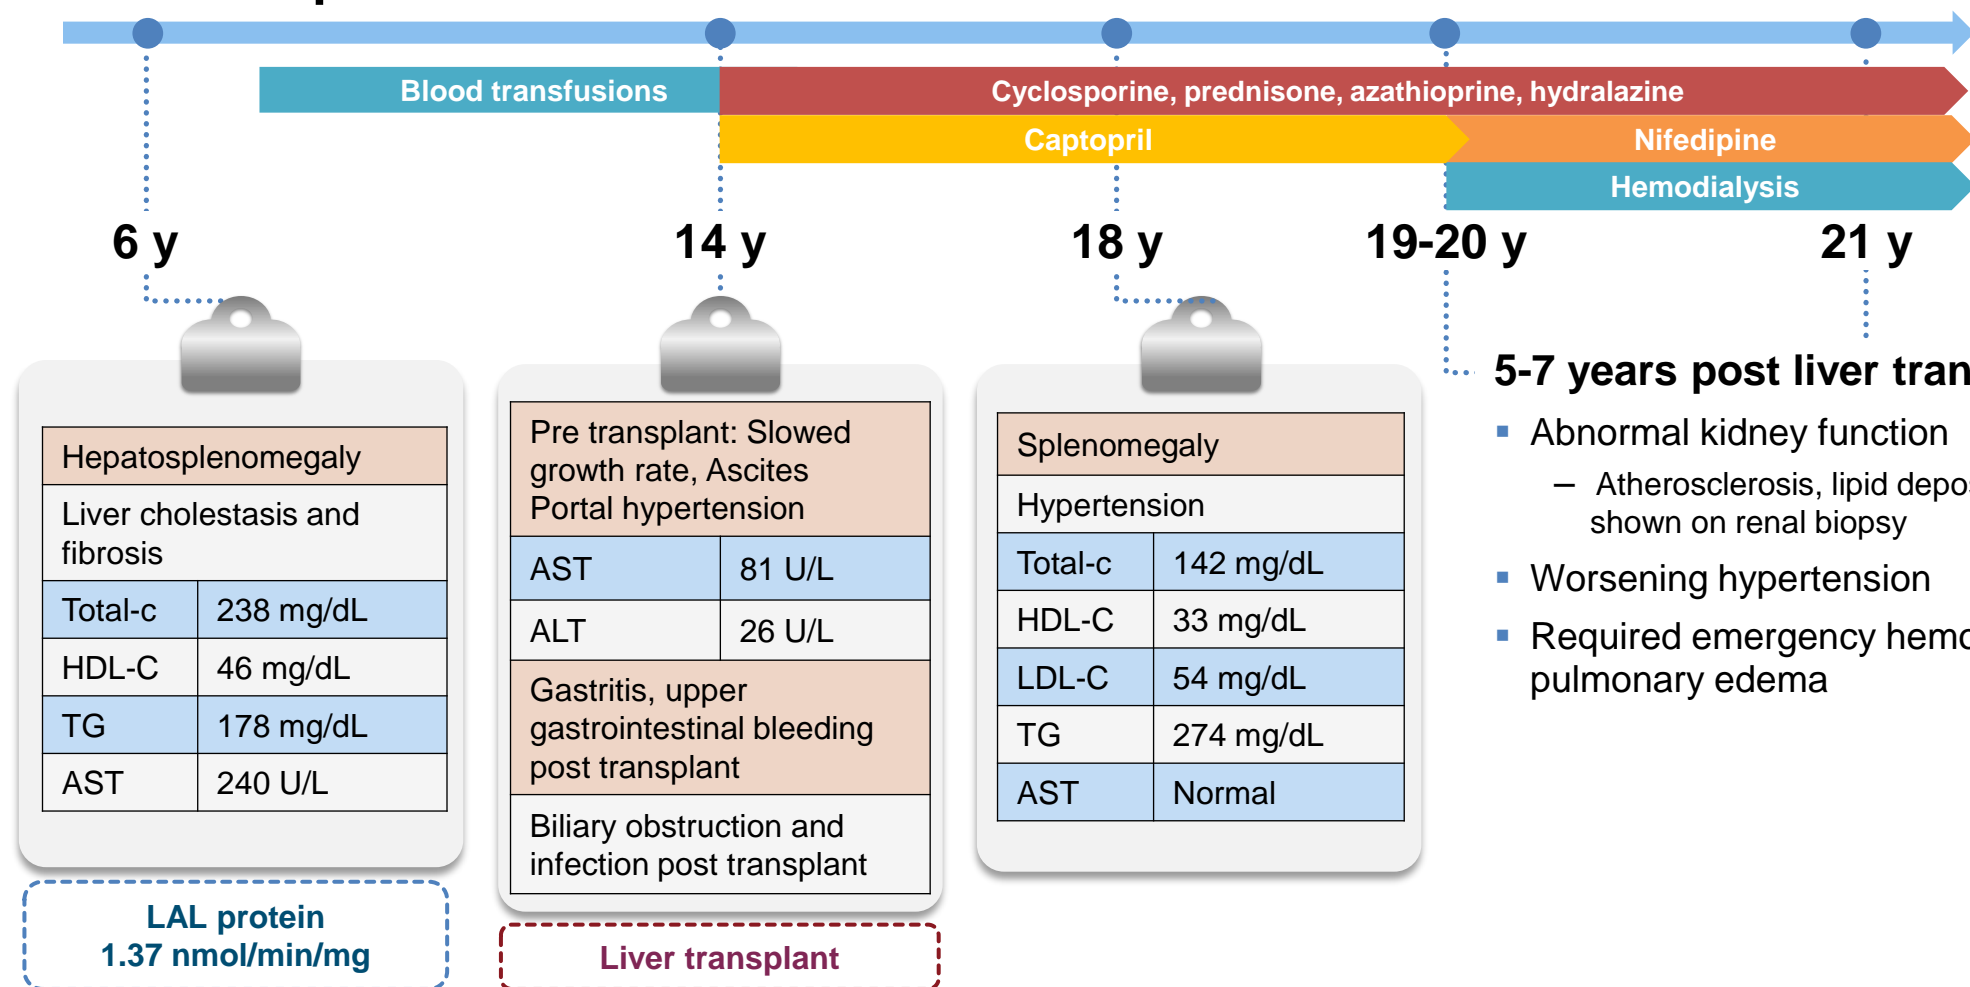 Blood transfusions
Cyclosporine, prednisone, azathioprine, hydralazine
Captopril
Nifedipine
Hemodialysis
6 y
14 y
18 y
19-20 y
21 y
Hepatosplenomegaly
Liver cholestasis and
fibrosis
Total-c 238 mg/dL
HDL-C 46 mg/dL
TG 178 mg/dL
AST 240 U/L
LAL protein
1.37 nmol/min/mg
Pre transplant: Slowed
growth rate, Ascites
Portal hypertension
AST 81 U/L
ALT 26 U/L
Gastritis, upper
gastrointestinal bleeding
post transplant
Biliary obstruction and
infection post transplant
Liver transplant
Splenomegaly
Hypertension
Total-c 142 mg/dL
HDL-C 33 mg/dL
LDL-C 54 mg/dL
TG 274 mg/dL
AST Normal
5-7 years post liver
▪ Abnormal kidney function
– Atherosclerosis, lipid
shown on renal biopsy
▪ Worsening hypertension
▪ Required emergency
pulmonary edema